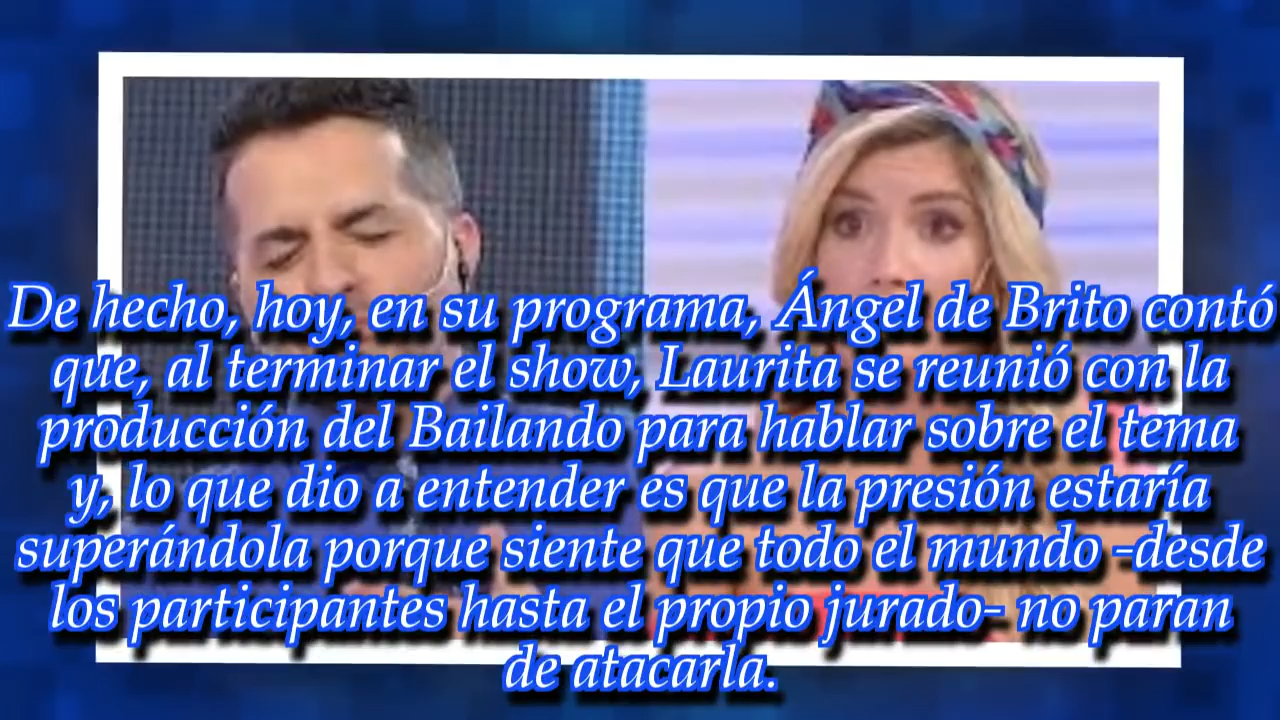 De hecho, hoy, en su programa, Ángel de Brito contó
que, al terminar el show, Laurita se reunió con la
producción del Bailando para hablar sobre el tema
y, lo que dio a entender es que la presión estaría
superándola porque siente que todo el mundo -desde
los participantes hasta el propio jurado- no paran
de atacarla.